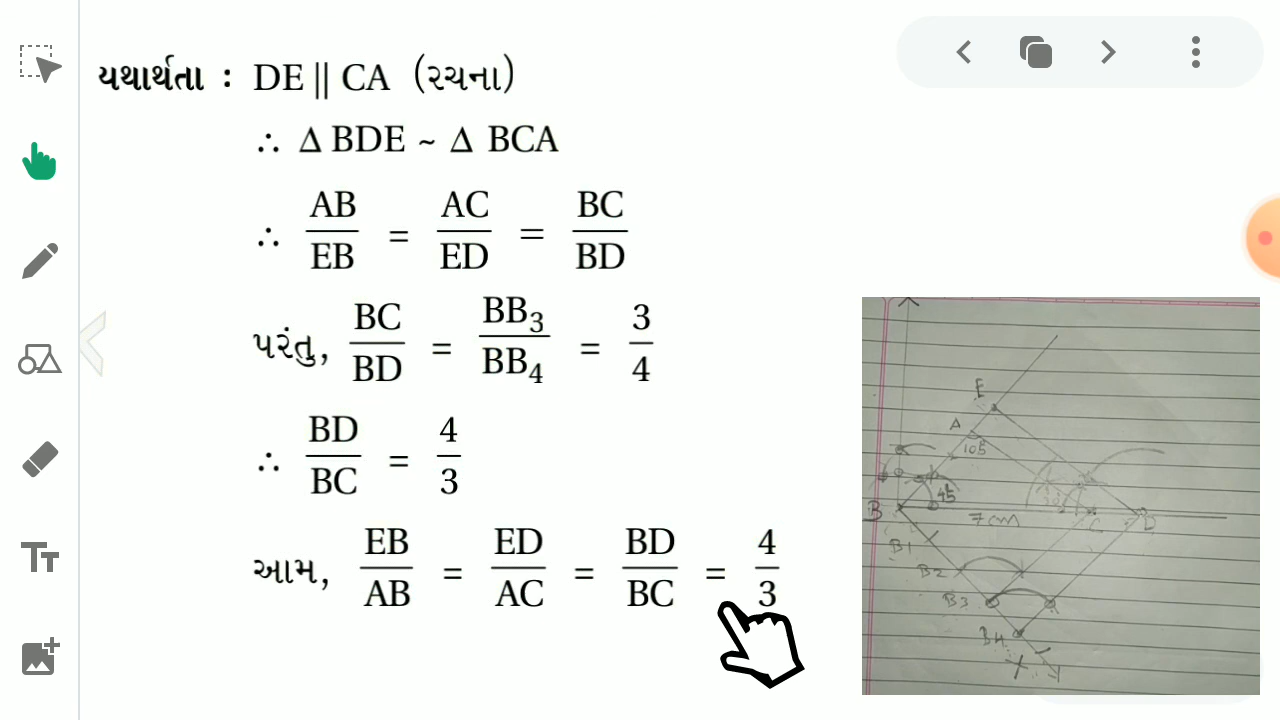 યથાર્થતા : DE || CA (રચના)
∴ Δ BDE ~ Δ BCA
∴ AB/EB = AC/ED = BC/BD
પરંતુ, BC/BD = BB₃/BB₄ = 3/4
∴ BD/BC = 4/3
આમ, EB/AB = ED/AC = BD/BC = 4/3
Tт
E
A
105
45
B 7cm C D
B1
B2
B3
B4
X